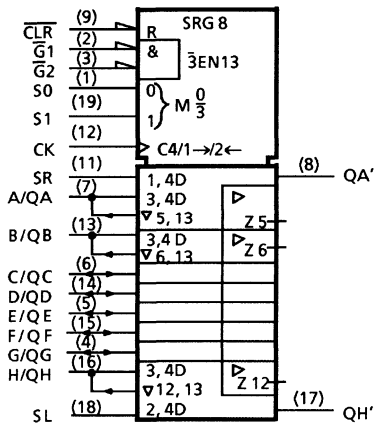 SRG 8
CLR (9) R
G1 (2) &
G2 (3) 3EN13
S0 (1) 0 M 0/3
S1 (19) 1
CK (12) C4/1→/2←
SR (11) 1, 4D (8) QA'
A/QA (7) 3, 4D ▷
▽ 5, 13 Z 5
B/QB (13) 3,4 D ▷
▽ 6, 13 Z 6
C/QC (6)
D/QD (14)
E/QE (5)
F/QF (15)
G/QG (4)
H/QH (16) 3, 4D ▷
▽ 12, 13 Z 12
SL (18) 2, 4D (17) QH'